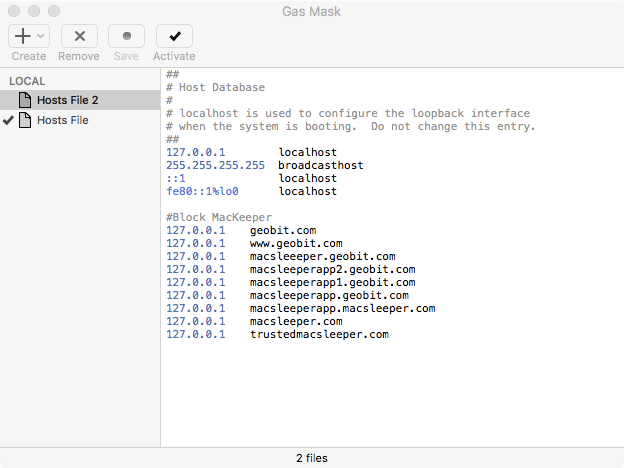 Gas Mask
Create Remove Save Activate
LOCAL
Hosts File 2
Hosts File
##
# Host Database
#
# localhost is used to configure the loopback interface
# when the system is booting.  Do not change this entry.
##
127.0.0.1 localhost
255.255.255.255 broadcasthost
::1 localhost
fe80::1%lo0 localhost
#Block MacKeeper
127.0.0.1 geobit.com
127.0.0.1 www.geobit.com
127.0.0.1 macsleeeper.geobit.com
127.0.0.1 macsleeperapp2.geobit.com
127.0.0.1 macsleeperapp1.geobit.com
127.0.0.1 macsleeperapp.geobit.com
127.0.0.1 macsleeperapp.macsleeper.com
127.0.0.1 macsleeper.com
127.0.0.1 trustedmacsleeper.com
2 files